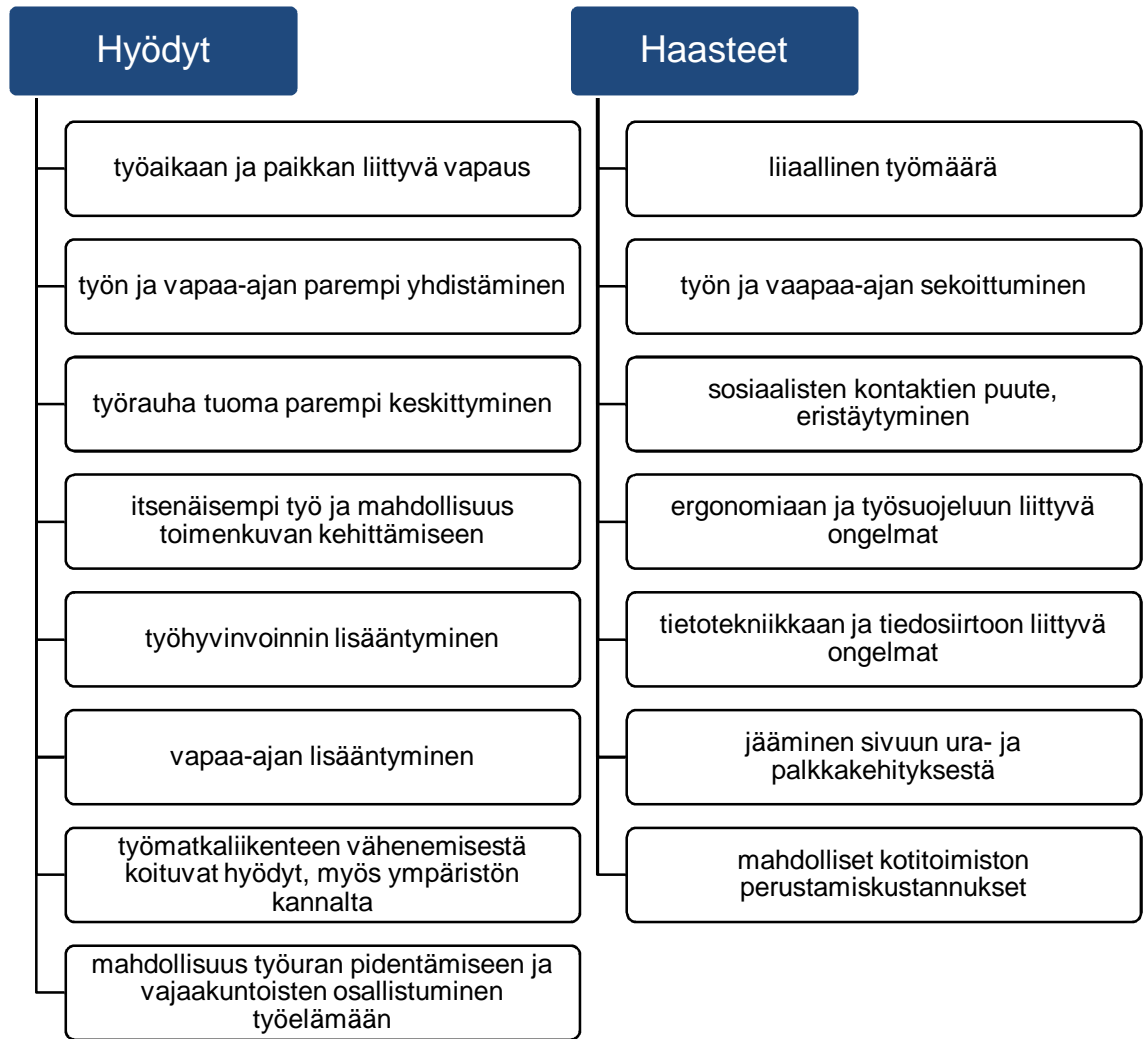 Hyödyt
työaikaan ja paikkan liittyvä vapaus
työn ja vapaa-ajan parempi yhdistäminen
työrauha tuoma parempi keskittyminen
itsenäisempi työ ja mahdollisuus
toimenkuvan kehittämiseen
työhyvinvoinnin lisääntyminen
vapaa-ajan lisääntyminen
työmatkaliikenteen vähenemisestä
koituvat hyödyt, myös ympäristön
kannalta
mahdollisuus työuran pidentämiseen ja
vajaakuntoisten osallistuminen
työelämään
Haasteet
liiaallinen työmäärä
työn ja vaapaa-ajan sekoittuminen
sosiaalisten kontaktien puute,
eristäytyminen
ergonomiaan ja työsuojeluun liittyvä
ongelmat
tietotekniikkaan ja tiedosiirtoon liittyvä
ongelmat
jääminen sivuun ura- ja
palkkakehityksestä
mahdolliset kotitoimiston
perustamiskustannukset